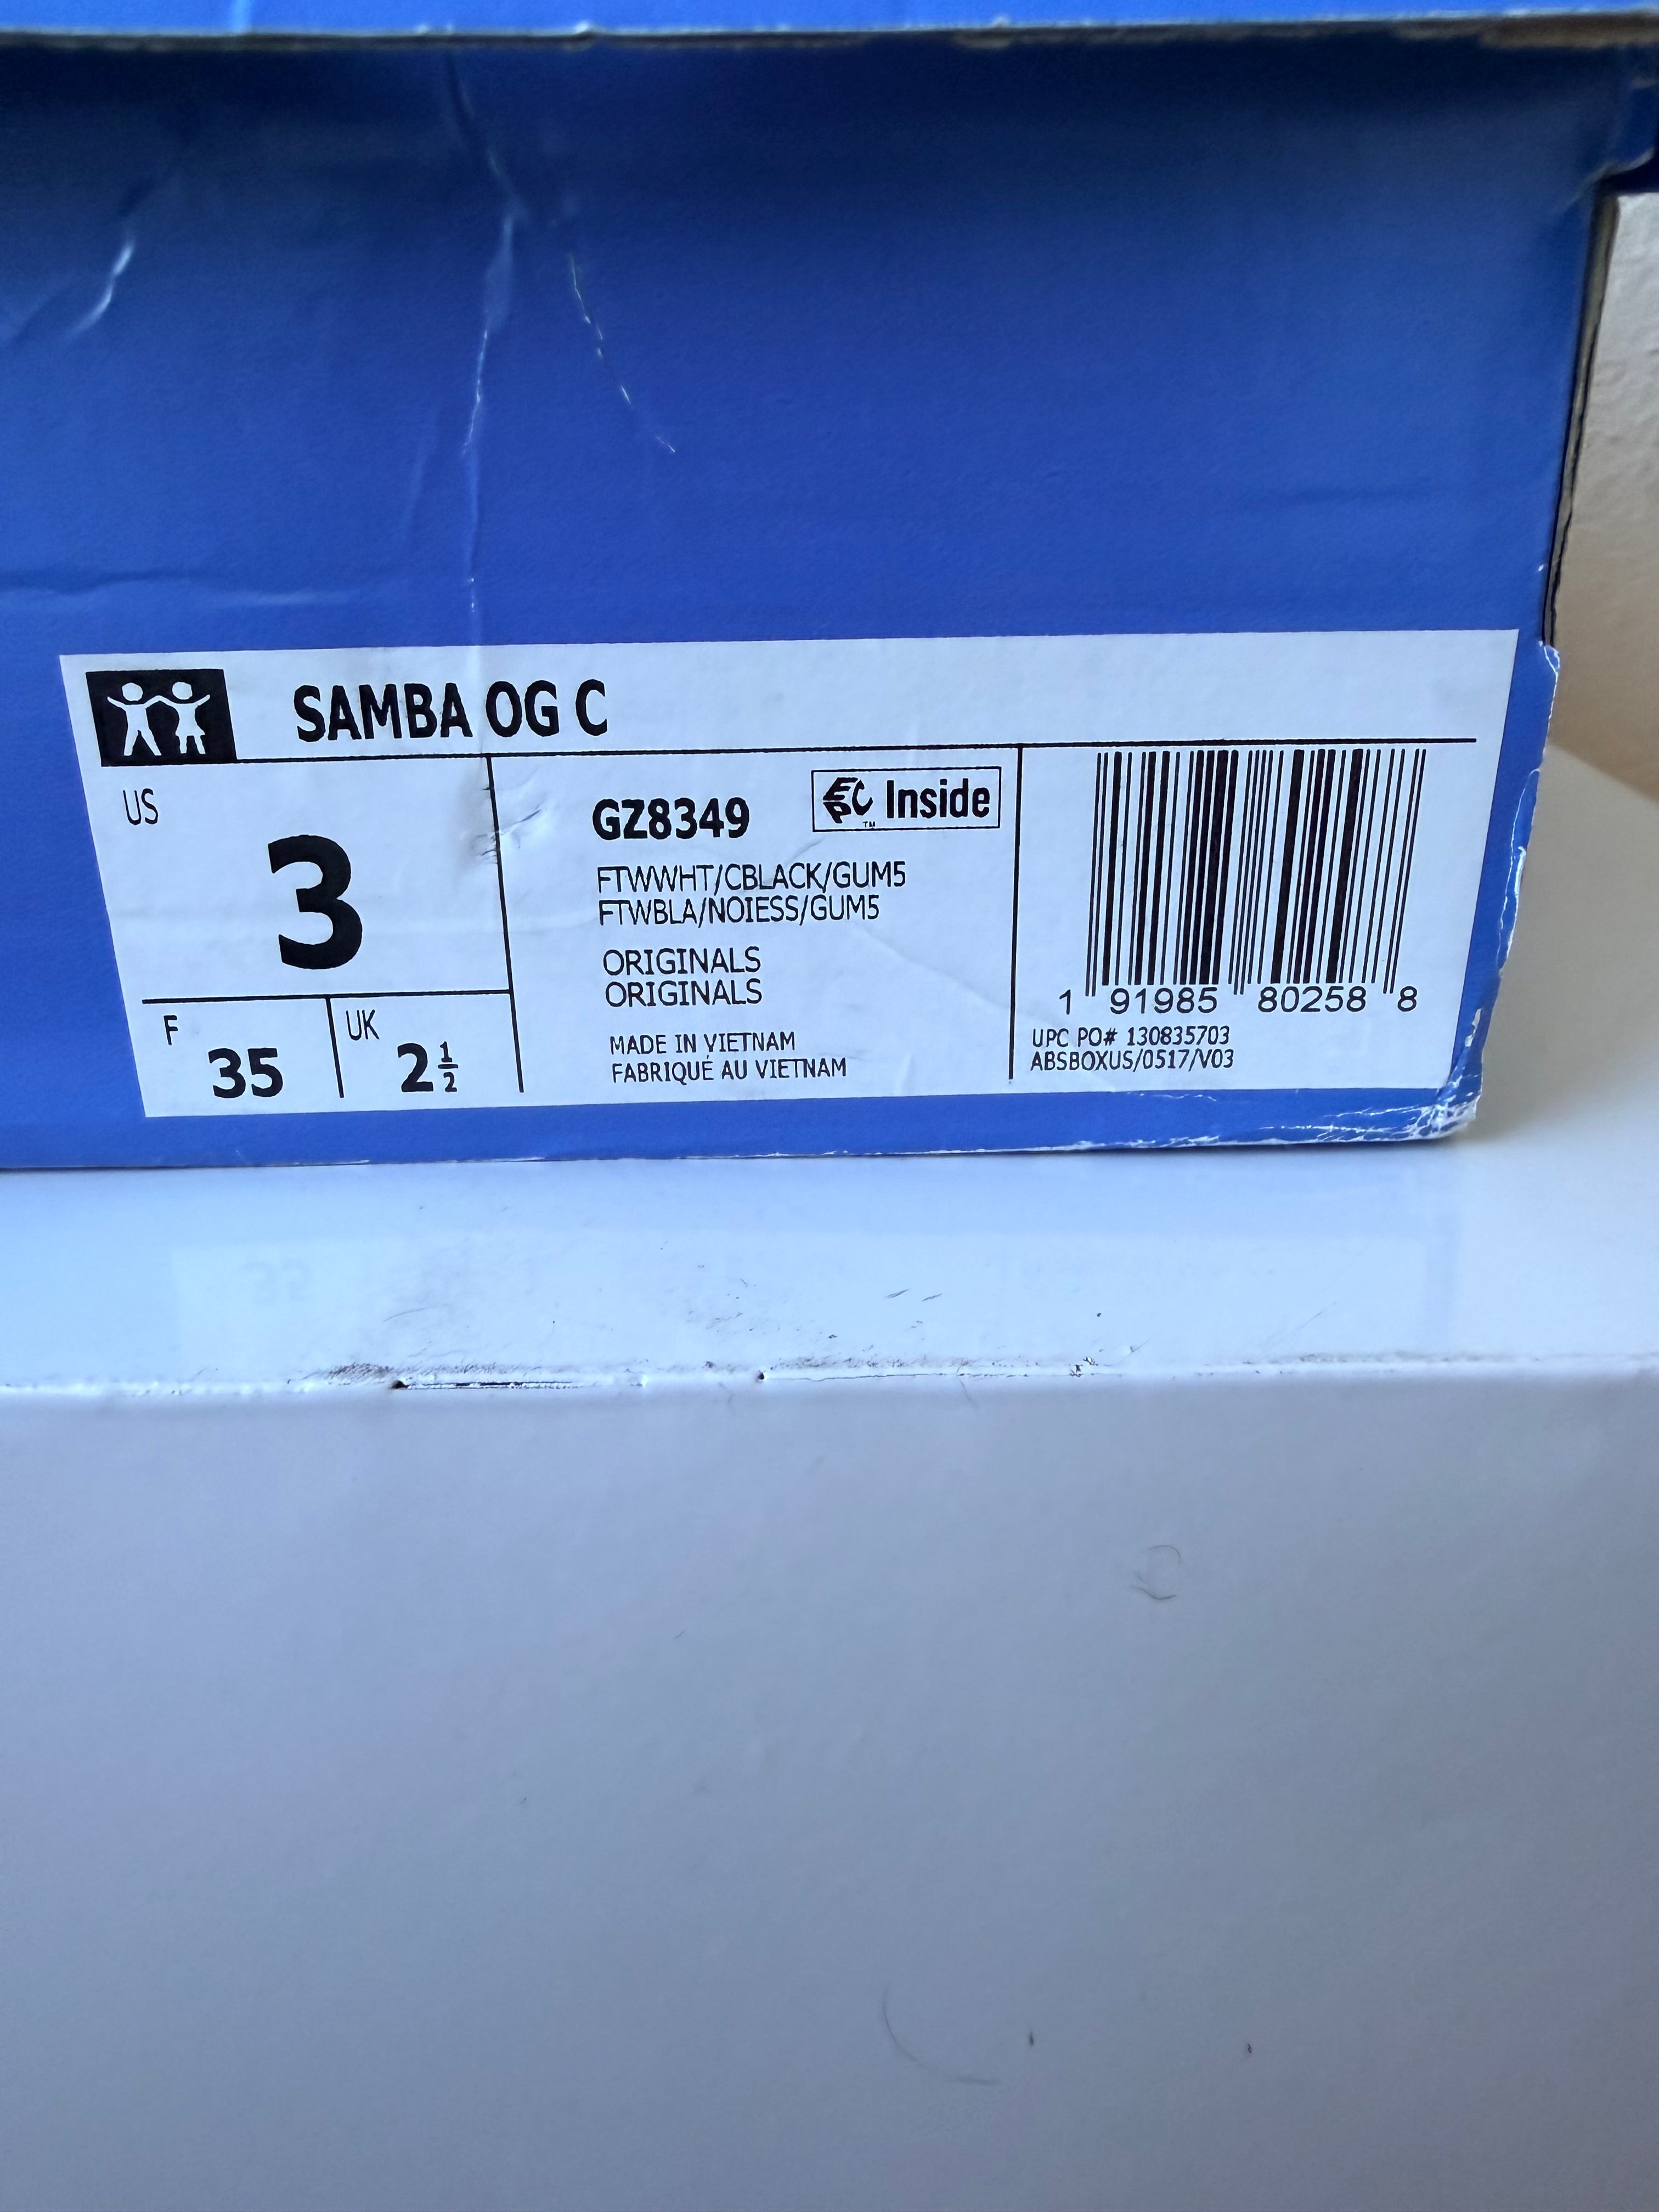 SAMBA OG C
US
3
F
35
UK
2 1/2
GZ8349
EPC Inside
TM
FTWWHT/CBLACK/GUM5
FTWBLA/NOIESS/GUM5
ORIGINALS
ORIGINALS
MADE IN VIETNAM
FABRIQUÉ AU VIETNAM
1 91985 80258 8
UPC PO# 130835703
ABSBOXUS/0517/V03